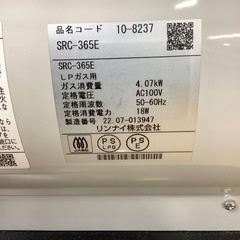 品名コード 10-8237
SRC-365E
SRC-365E
LPガス用
ガス消費量 4.07kW
定格電圧 AC100V
定格周波数 50-60Hz
定格消費電力 18W
製造番号 22.07-013947
リンナイ株式会社
PS LPG
PS E